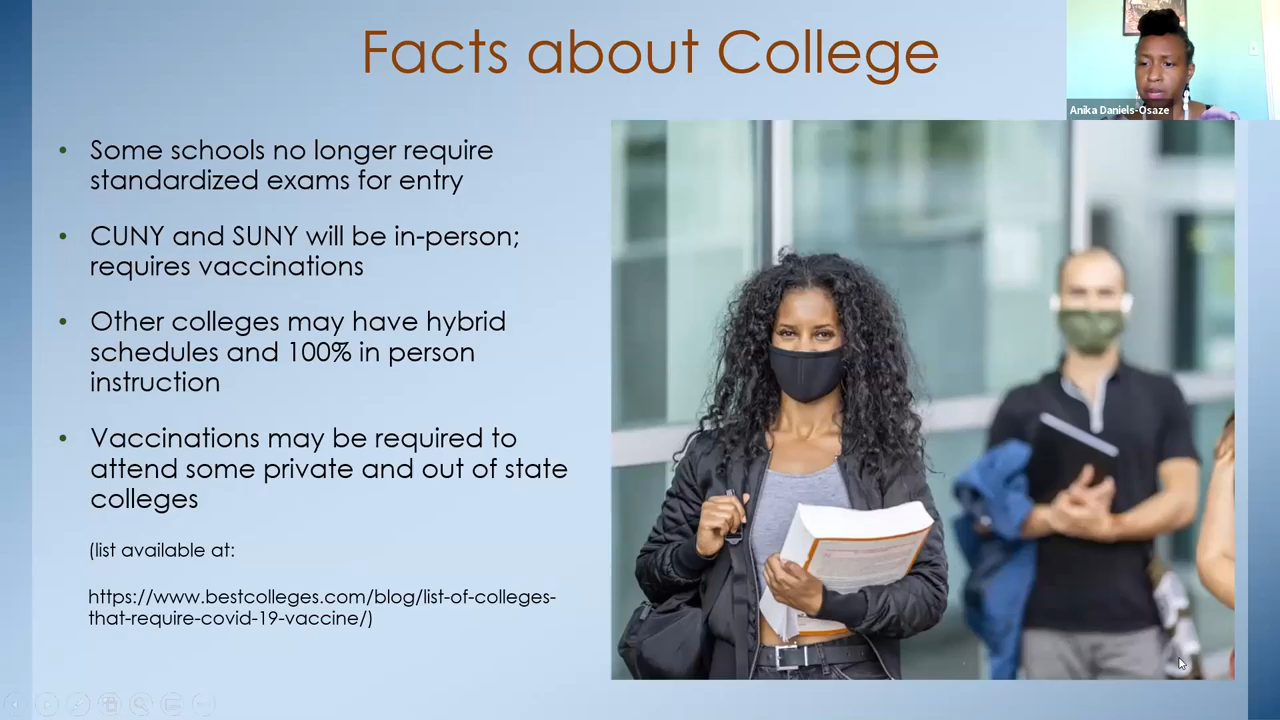 Facts about College
Anika Daniels-Osaze
• Some schools no longer require
standardized exams for entry
• CUNY and SUNY will be in-person;
requires vaccinations
• Other colleges may have hybrid
schedules and 100% in person
instruction
• Vaccinations may be required to
attend some private and out of state
colleges
(list available at:
https://www.bestcolleges.com/blog/list-of-colleges-
that-require-covid-19-vaccine/)